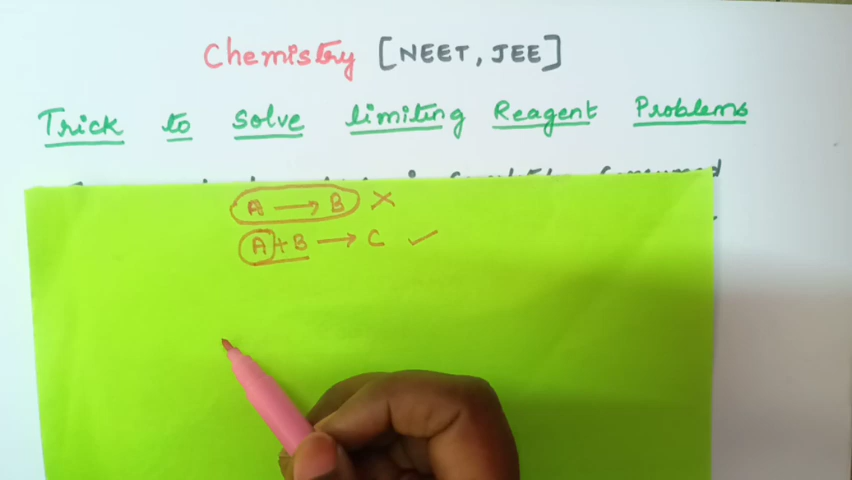 Chemistry [NEET, JEE]
Trick to solve limiting Reagent Problems
A → B ✗
A + B → C ✓